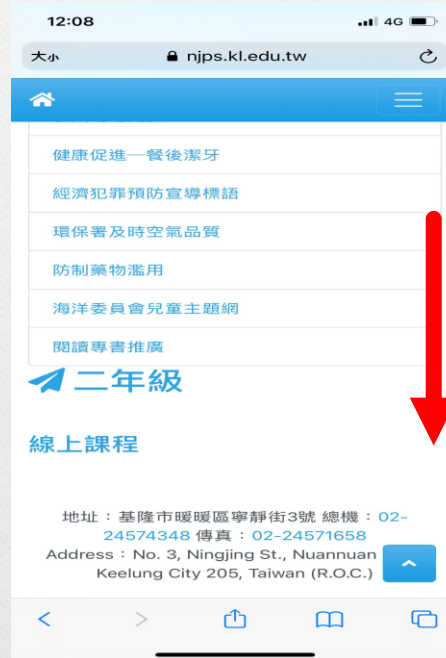 12:08
4G
大小
njps.kl.edu.tw
健康促進—餐後潔牙
經濟犯罪預防宣導標語
環保署及時空氣品質
防制藥物濫用
海洋委員會兒童主題網
閱讀專書推廣
二年級
線上課程
地址：基隆市暖暖區寧靜街3號 總機：02-
24574348 傳真：02-24571658
Address：No. 3, Ningjing St., Nuannuan
Keelung City 205, Taiwan (R.O.C.)